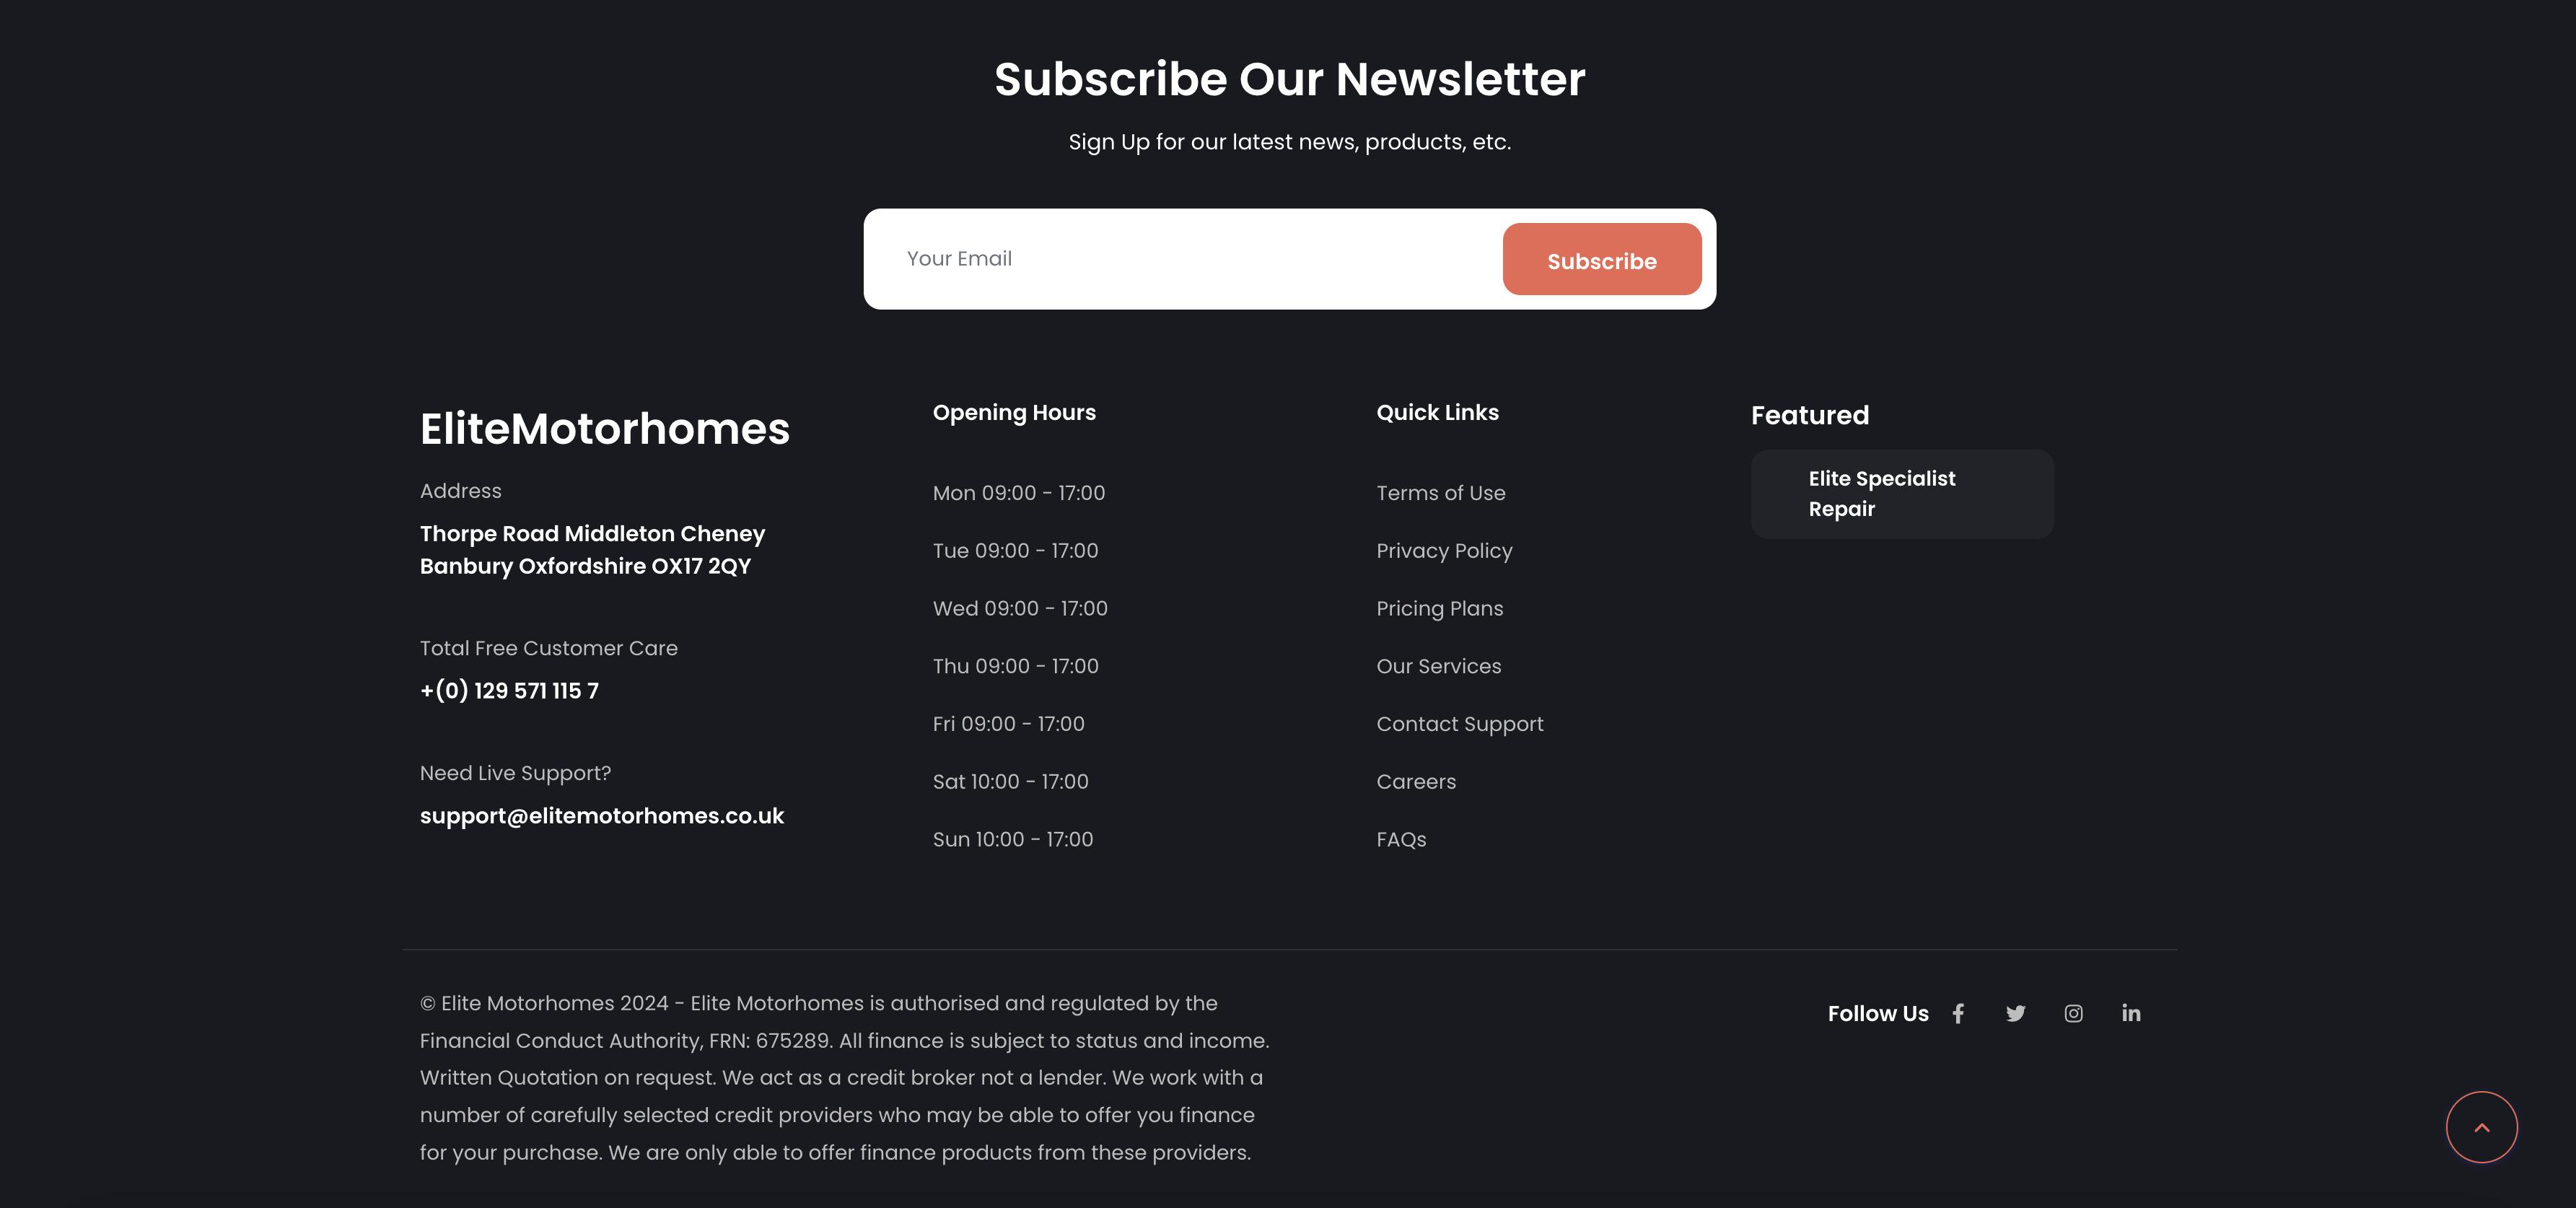 Subscribe Our Newsletter
Sign Up for our latest news, products, etc.
Your Email
Subscribe
EliteMotorhomes
Address
Thorpe Road Middleton Cheney
Banbury Oxfordshire OX17 2QY
Total Free Customer Care
+(0) 129 571 115 7
Need Live Support?
support@elitemotorhomes.co.uk
Opening Hours
Mon 09:00 - 17:00
Tue 09:00 - 17:00
Wed 09:00 - 17:00
Thu 09:00 - 17:00
Fri 09:00 - 17:00
Sat 10:00 - 17:00
Sun 10:00 - 17:00
Quick Links
Terms of Use
Privacy Policy
Pricing Plans
Our Services
Contact Support
Careers
FAQs
Featured
Elite Specialist
Repair
© Elite Motorhomes 2024 - Elite Motorhomes is authorised and regulated by the
Financial Conduct Authority, FRN: 675289. All finance is subject to status and income.
Written Quotation on request. We act as a credit broker not a lender. We work with a
number of carefully selected credit providers who may be able to offer you finance
for your purchase. We are only able to offer finance products from these providers.
Follow Us